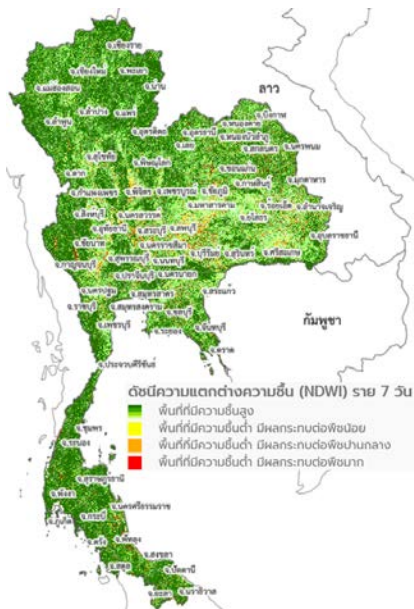 จ.เชียงราย
จ.เชียงใหม่
จ.พะเยา
จ.แม่ฮ่องสอน
จ.น่าน
จ.ลำปาง
จ.แพร่
จ.ลำพูน
จ.อุตรดิตถ์
ลาว
จ.บึงกาฬ
จ.หนองคาย
จ.อุดรธานี
จ.หนองบัวลำภู
จ.เลย
จ.สกลนคร
จ.นครพนม
จ.สุโขทัย
จ.พิษณุโลก
จ.ตาก
จ.ขอนแก่น
จ.กาฬสินธุ์
จ.มุกดาหาร
จ.กำแพงเพชร
จ.พิจิตร
จ.เพชรบูรณ์
จ.ชัยภูมิ
จ.มหาสารคาม
จ.ร้อยเอ็ด
จ.อำนาจเจริญ
จ.ยโสธร
จ.สิงห์บุรี
จ.นครสวรรค์
จ.อุทัยธานี
จ.สระบุรี
จ.ลพบุรี
จ.อุบลราชธานี
จ.ชัยนาท
จ.นครราชสีมา
จ.บุรีรัมย์
จ.สุรินทร์
จ.ศรีสะเกษ
จ.กาญจนบุรี
จ.สุพรรณบุรี
จ.นนทบุรี
จ.ปราจีนบุรี
จ.นครนายก
จ.นครปฐม
จ.สมุทรสาคร
จ.สระแก้ว
จ.ราชบุรี
จ.สมุทรสงคราม
จ.ชลบุรี
จ.เพชรบุรี
จ.ระยอง
จ.จันทบุรี
กัมพูชา
จ.ตราด
จ.ประจวบคีรีขันธ์
ดัชนีความแตกต่างความชื้น (NDWI) ราย 7 วัน
พื้นที่ที่มีความชื้นสูง
พื้นที่ที่มีความชื้นต่ำ มีผลกระทบต่อพืชน้อย
พื้นที่ที่มีความชื้นต่ำ มีผลกระทบต่อพืชปานกลาง
พื้นที่ที่มีความชื้นต่ำ มีผลกระทบต่อพืชมาก
จ.ชุมพร
จ.ระนอง
จ.สุราษฎร์ธานี
จ.พังงา
จ.นครศรีธรรมราช
จ.ภูเก็ต
จ.กระบี่
จ.ตรัง
จ.พัทลุง
จ.สงขลา
จ.สตูล
จ.ปัตตานี
จ.ยะลา
จ.นราธิวาส